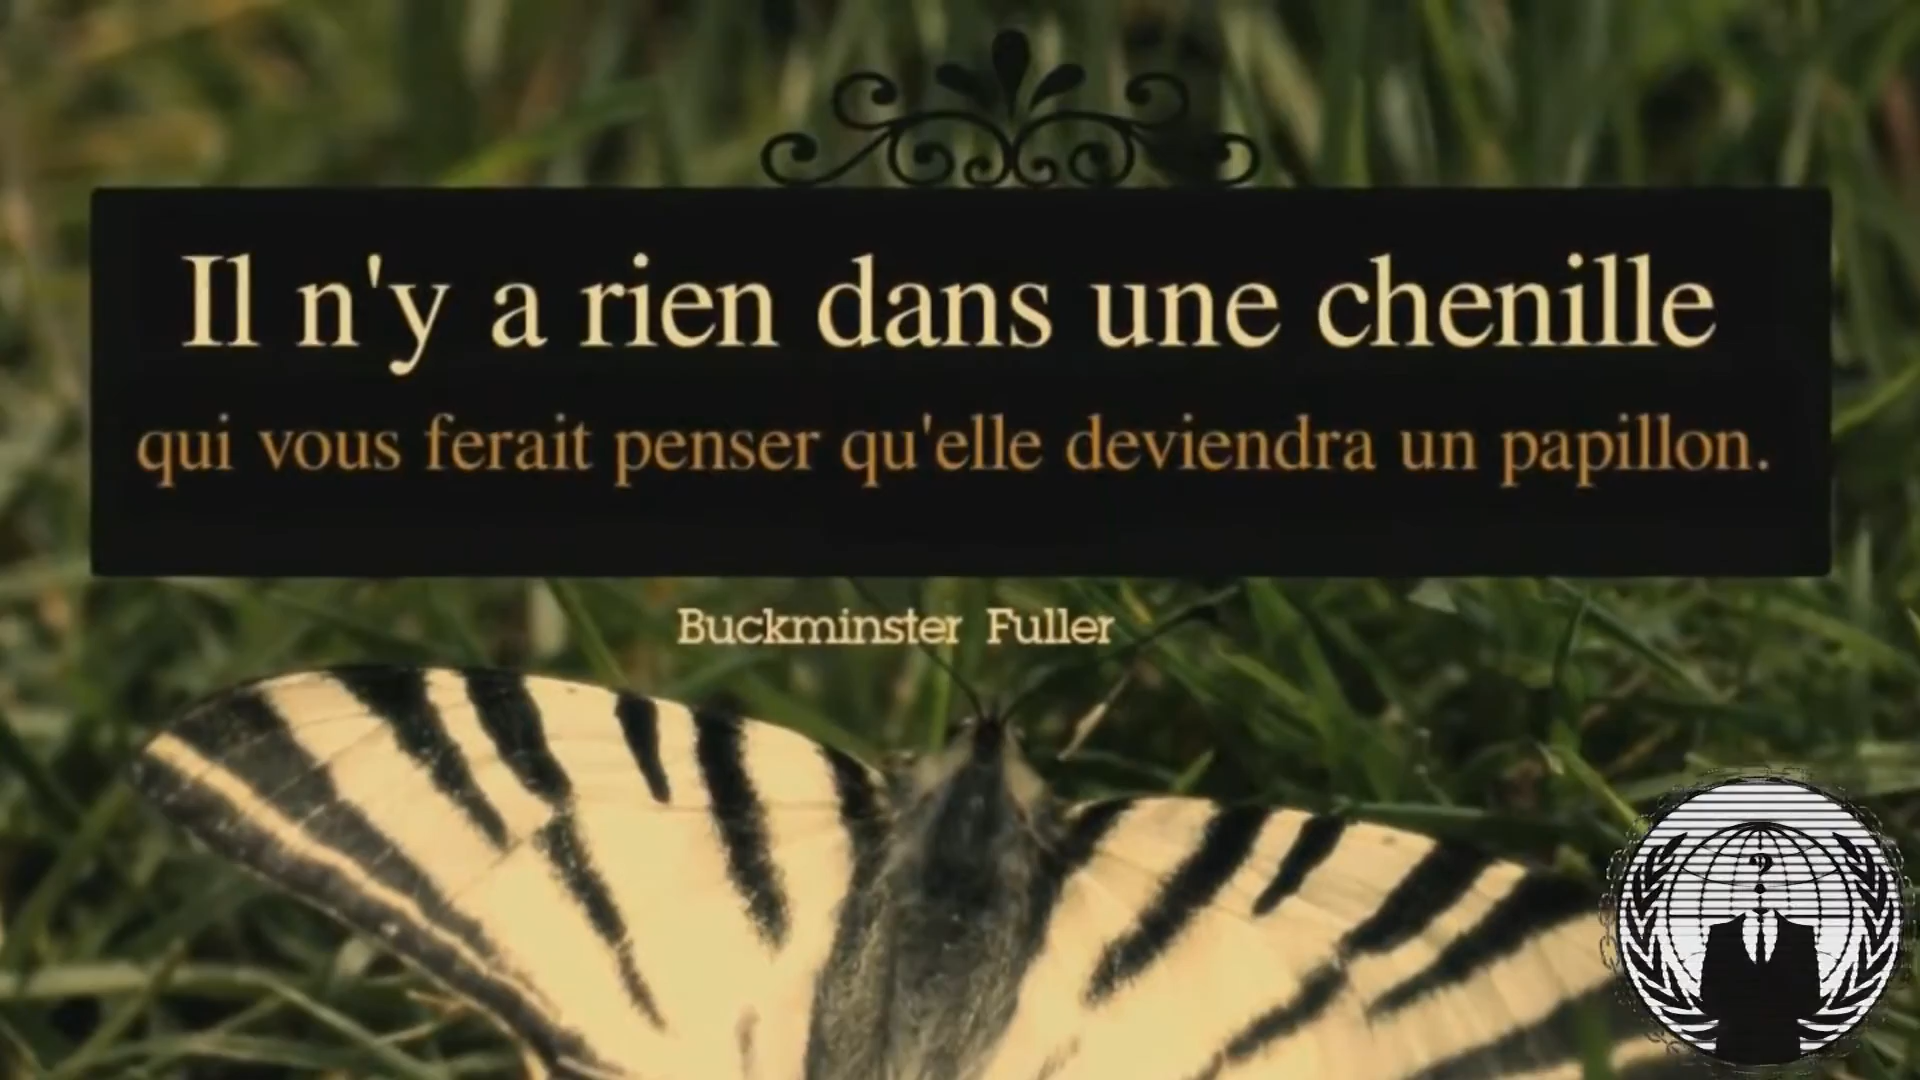 Il n'y a rien dans une chenille
qui vous ferait penser qu'elle deviendra un papillon.
Buckminster Fuller
?